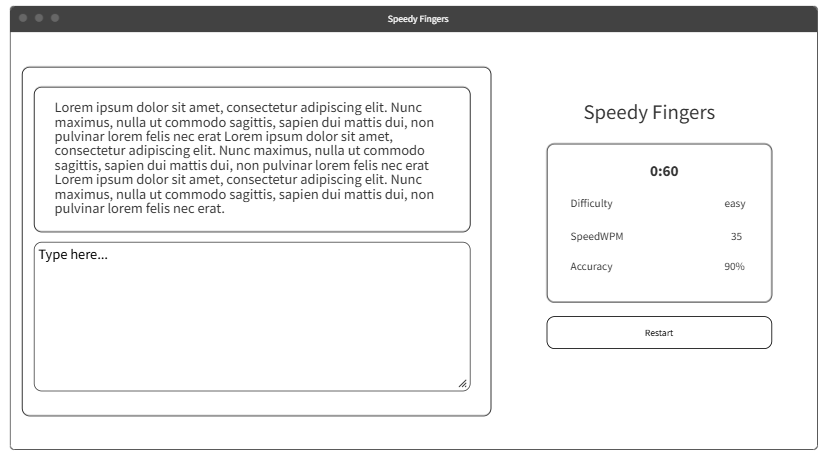 Speedy Fingers
Lorem ipsum dolor sit amet, consectetur adipiscing elit. Nunc
maximus, nulla ut commodo sagittis, sapien dui mattis dui, non
pulvinar lorem felis nec erat Lorem ipsum dolor sit amet,
consectetur adipiscing elit. Nunc maximus, nulla ut commodo
sagittis, sapien dui mattis dui, non pulvinar lorem felis nec erat
Lorem ipsum dolor sit amet, consectetur adipiscing elit. Nunc
maximus, nulla ut commodo sagittis, sapien dui mattis dui, non
pulvinar lorem felis nec erat.
Type here...
Speedy Fingers
0:60
Difficulty easy
SpeedWPM 35
Accuracy 90%
Restart